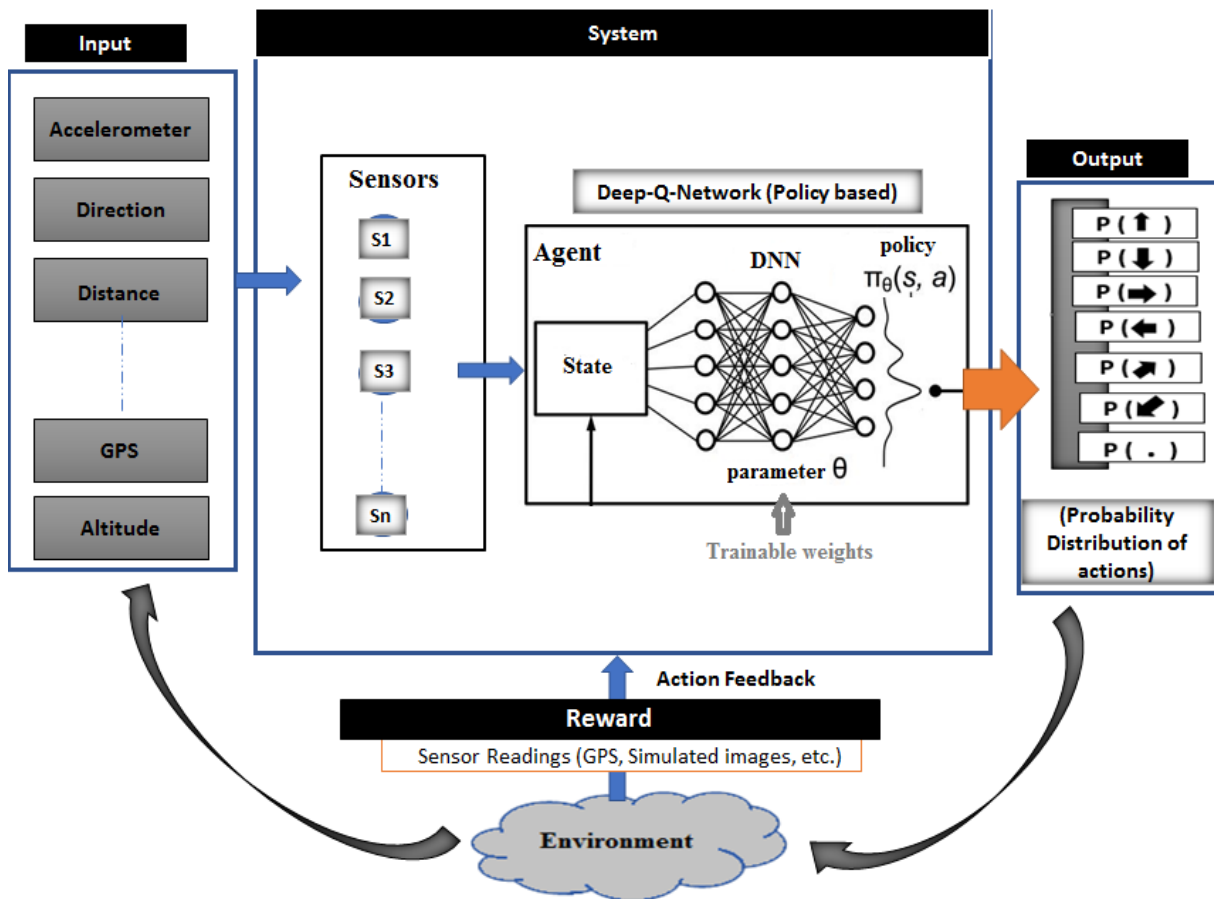 Input
Accelerometer
Direction
Distance
GPS
Altitude
System
Sensors
S1
S2
S3
Sn
Deep-Q-Network (Policy based)
Agent
State
DNN
policy
πθ(s, a)
parameter θ
Trainable weights
Output
P ( ⬆ )
P ( ⬇ )
P ( ➡ )
P ( ⬅ )
P ( ⬈ )
P ( ⬋ )
P ( . )
(Probability
Distribution of
actions)
Action Feedback
Reward
Sensor Readings (GPS, Simulated images, etc.)
Environment